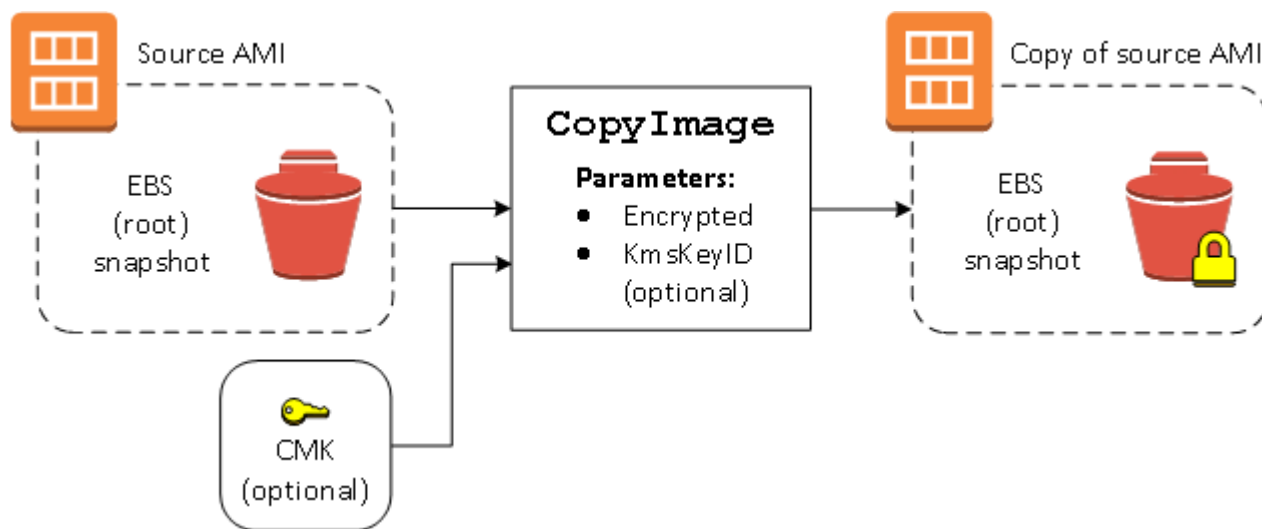 Source AMI
EBS
(root)
snapshot
CMK
(optional)
CopyImage
Parameters:
● Encrypted
● KmsKeyID
(optional)
Copy of source AMI
EBS
(root)
snapshot